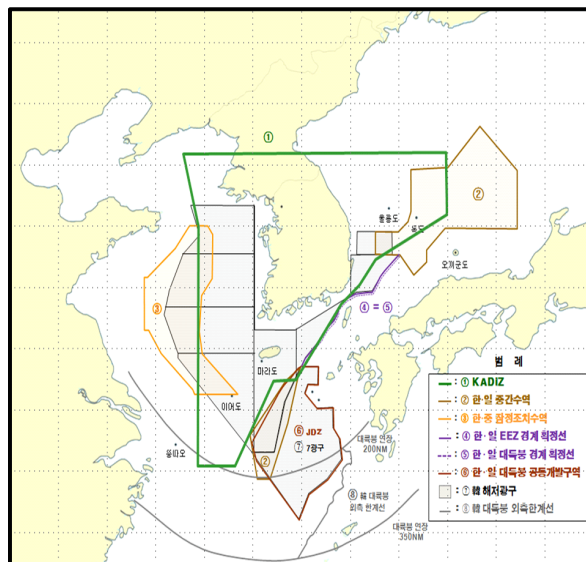 ①
②
울릉도
독도
오끼군도
④ = ⑤
③
마라도
이어도
⑥ JDZ
⑦ 7광구
쭝따오
②
대륙붕 연장
200NM
⑧ 韓 대륙붕
외측 한계선
대륙붕 연장
350NM
범 례
: ① KADIZ
: ② 한·일 중간수역
: ③ 한·중 잠정조치수역
: ④ 한·일 EEZ 경계 획정선
: ⑤ 한·일 대륙붕 경계 획정선
: ⑥ 한·일 대륙붕 공동개발구역
: ⑦ 韓 해저광구
: ⑧ 韓 대륙붕 외측한계선